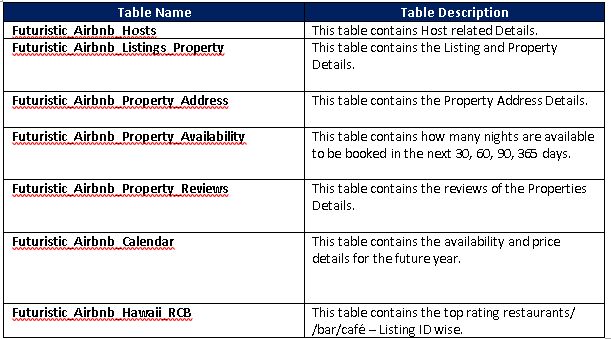 Table Name Table Description
Futuristic_Airbnb_Hosts This table contains Host related Details.
Futuristic_Airbnb_Listings_Property This table contains the Listing and Property
Details.
Futuristic_Airbnb_Property_Address This table contains the Property Address Details.
Futuristic_Airbnb_Property_Availability This table contains how many nights are available
to be booked in the next 30, 60, 90, 365 days.
Futuristic_Airbnb_Property_Reviews This table contains the reviews of the Properties
Details.
Futuristic_Airbnb_Calendar This table contains the availability and price
details for the future year.
Futuristic_Airbnb_Hawaii_RCB This table contains the top rating restaurants/
/bar/café – Listing ID wise.